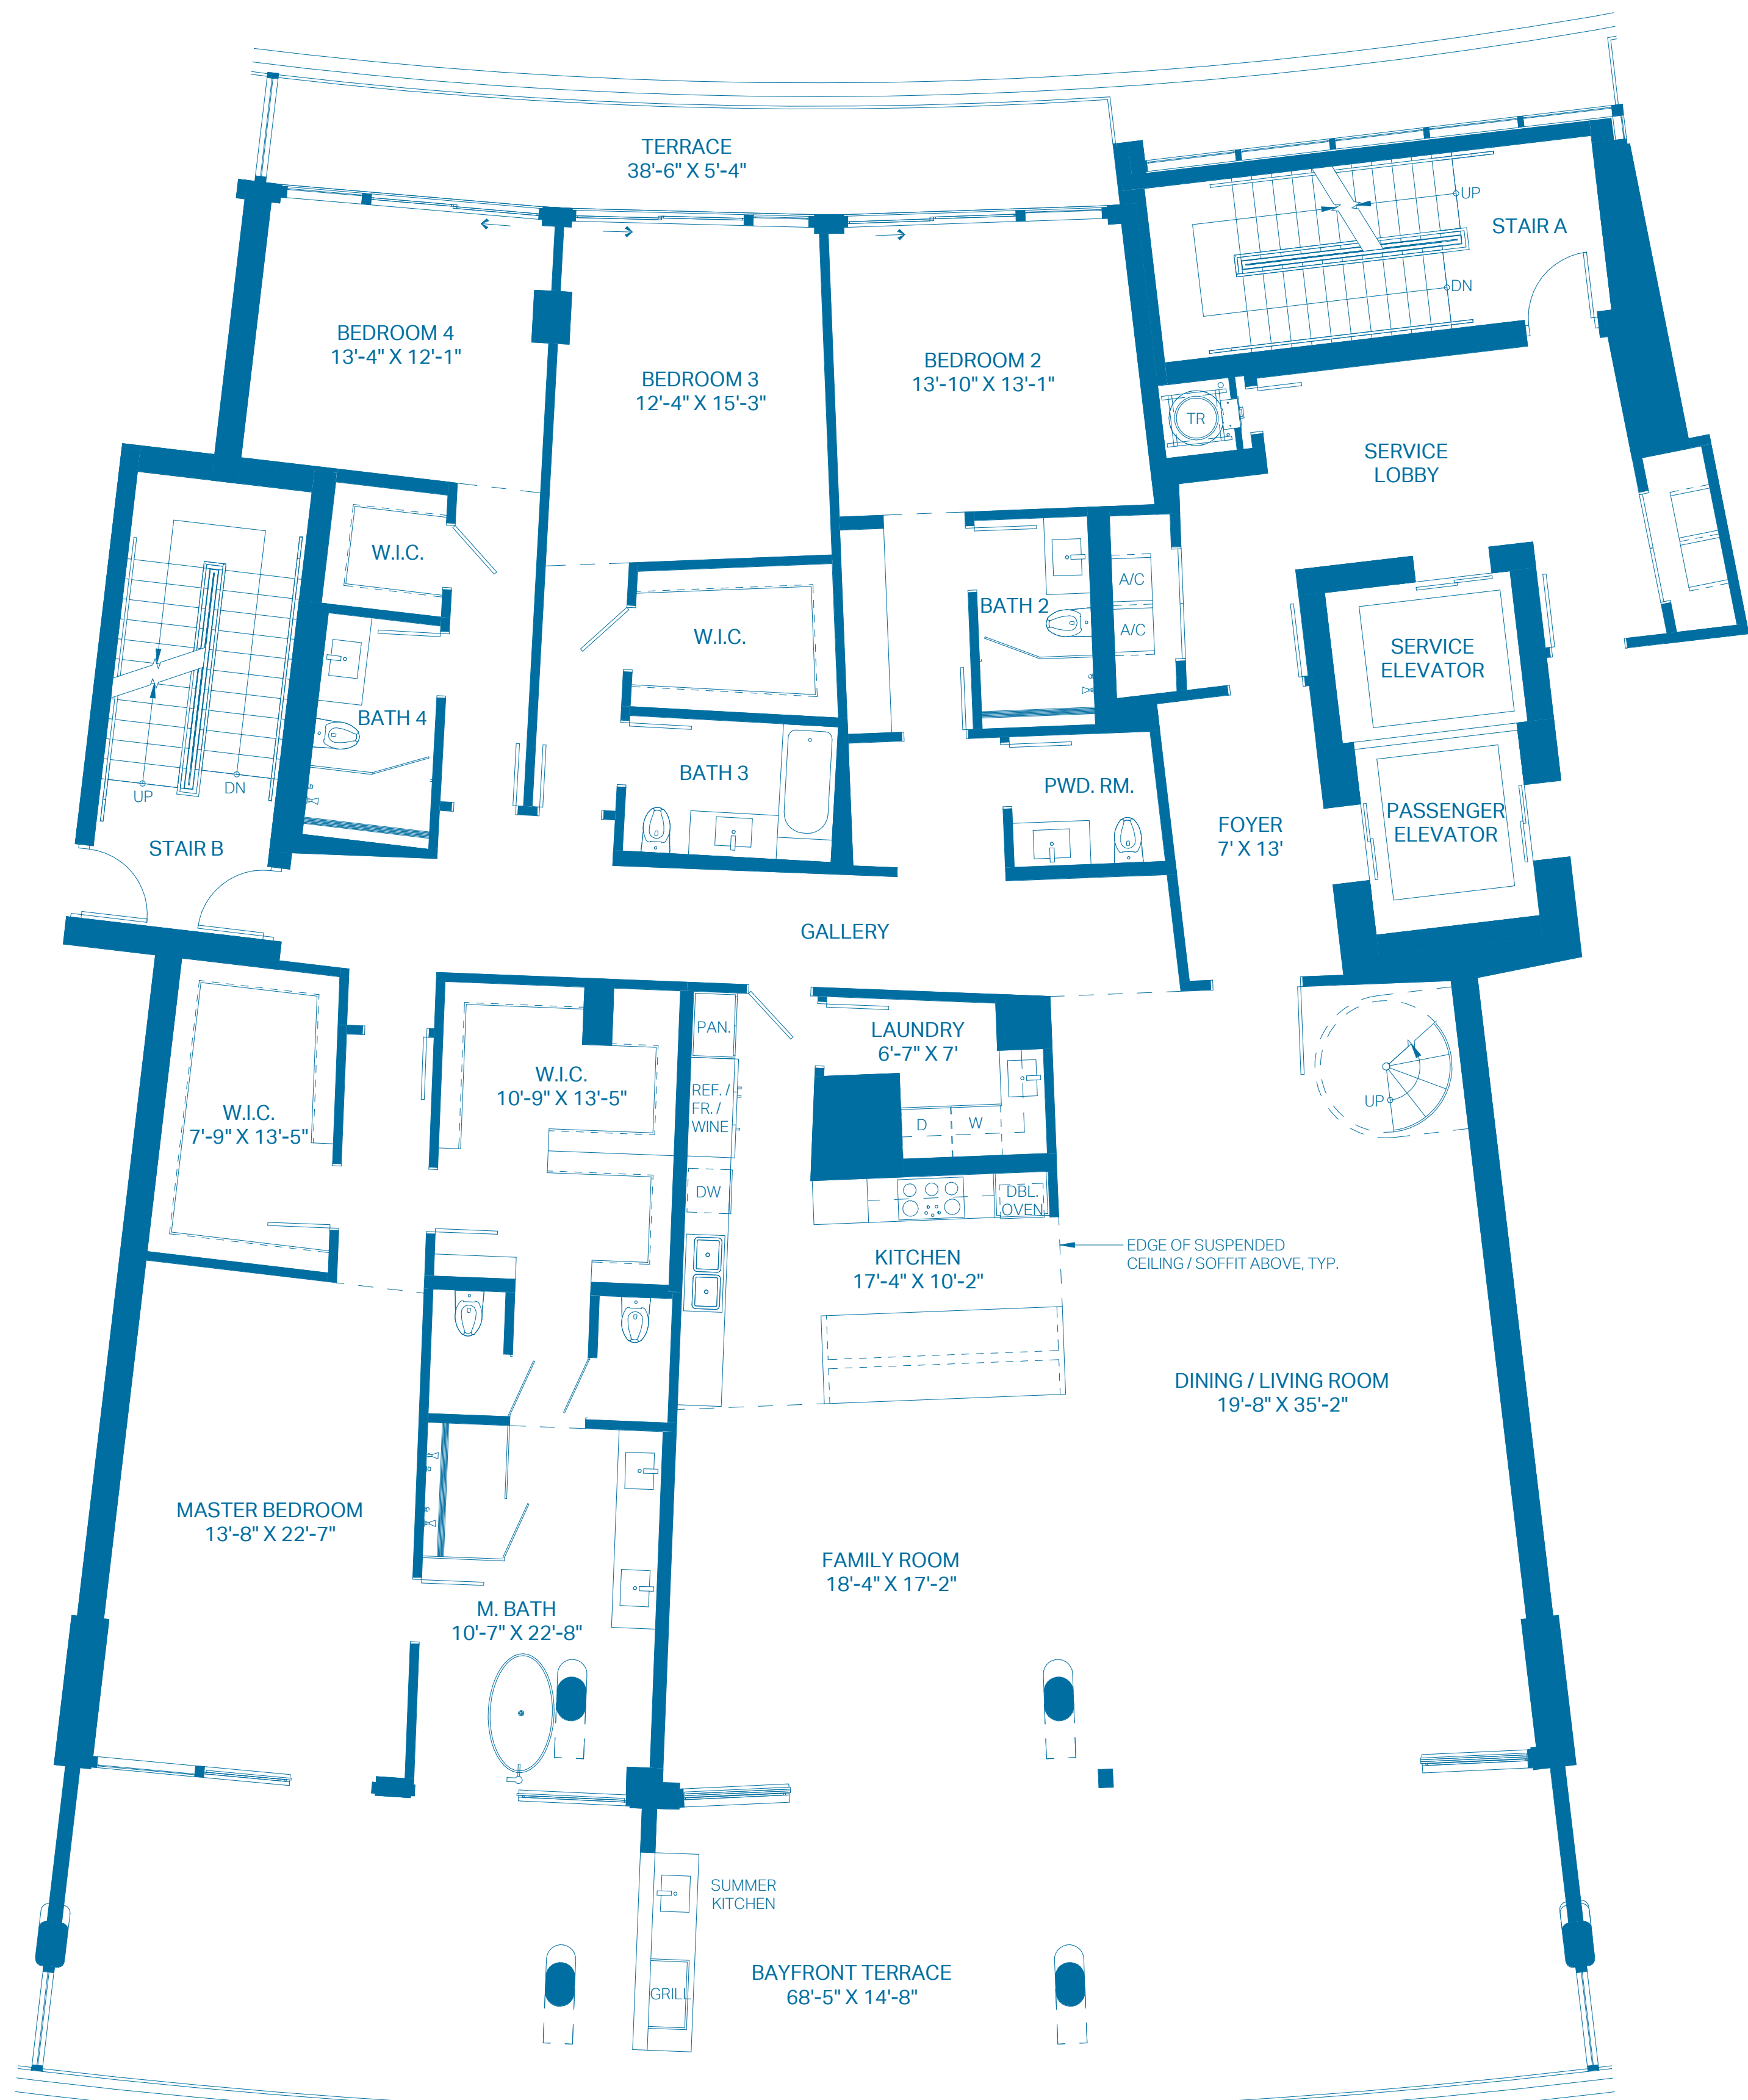 TERRACE
38'-6" X 5'-4"
UP
STAIR A
DN
BEDROOM 4
13'-4" X 12'-1"
BEDROOM 3
12'-4" X 15'-3"
BEDROOM 2
13'-10" X 13'-1"
TR
SERVICE
LOBBY
W.I.C.
W.I.C.
BATH 2
A/C
A/C
SERVICE
ELEVATOR
BATH 4
BATH 3
PWD. RM.
UP
DN
STAIR B
FOYER
7' X 13'
PASSENGER
ELEVATOR
GALLERY
PAN.
LAUNDRY
6'-7" X 7'
W.I.C.
10'-9" X 13'-5"
REF. /
FR. /
WINE
W.I.C.
7'-9" X 13'-5"
D
W
UP
DW
DBL.
OVEN
KITCHEN
17'-4" X 10'-2"
EDGE OF SUSPENDED
CEILING / SOFFIT ABOVE, TYP.
DINING / LIVING ROOM
19'-8" X 35'-2"
MASTER BEDROOM
13'-8" X 22'-7"
FAMILY ROOM
18'-4" X 17'-2"
M. BATH
10'-7" X 22'-8"
SUMMER
KITCHEN
GRILL
BAYFRONT TERRACE
68'-5" X 14'-8"